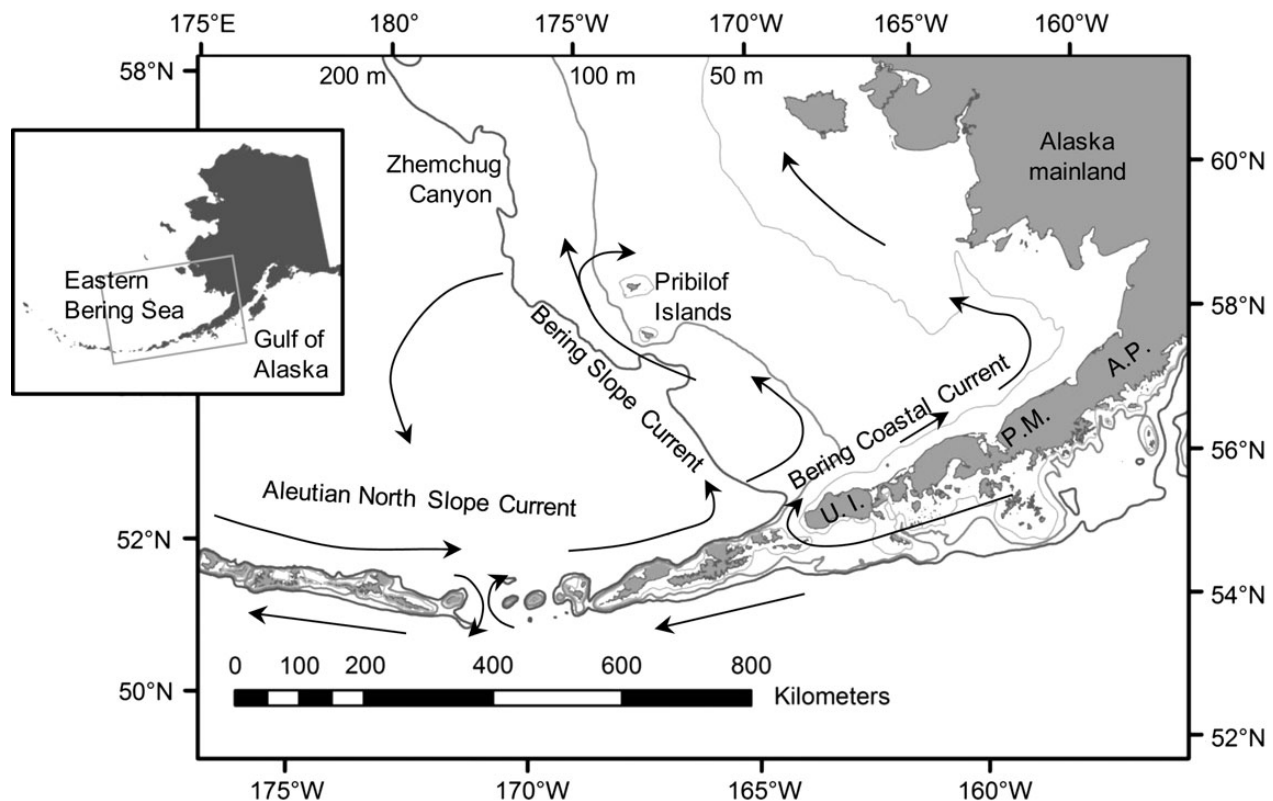 175°E 180° 175°W 170°W 165°W 160°W
58°N
200 m 100 m 50 m
Alaska
mainland
60°N
Zhemchug
Canyon
Eastern
Bering Sea
Gulf of
Alaska
Pribilof
Islands
58°N
Bering Slope Current
A.P.
P.M.
Bering Coastal Current
56°N
U.I.
Aleutian North Slope Current
52°N
54°N
0 100 200 400 600 800
Kilometers
50°N
52°N
175°W 170°W 165°W 160°W